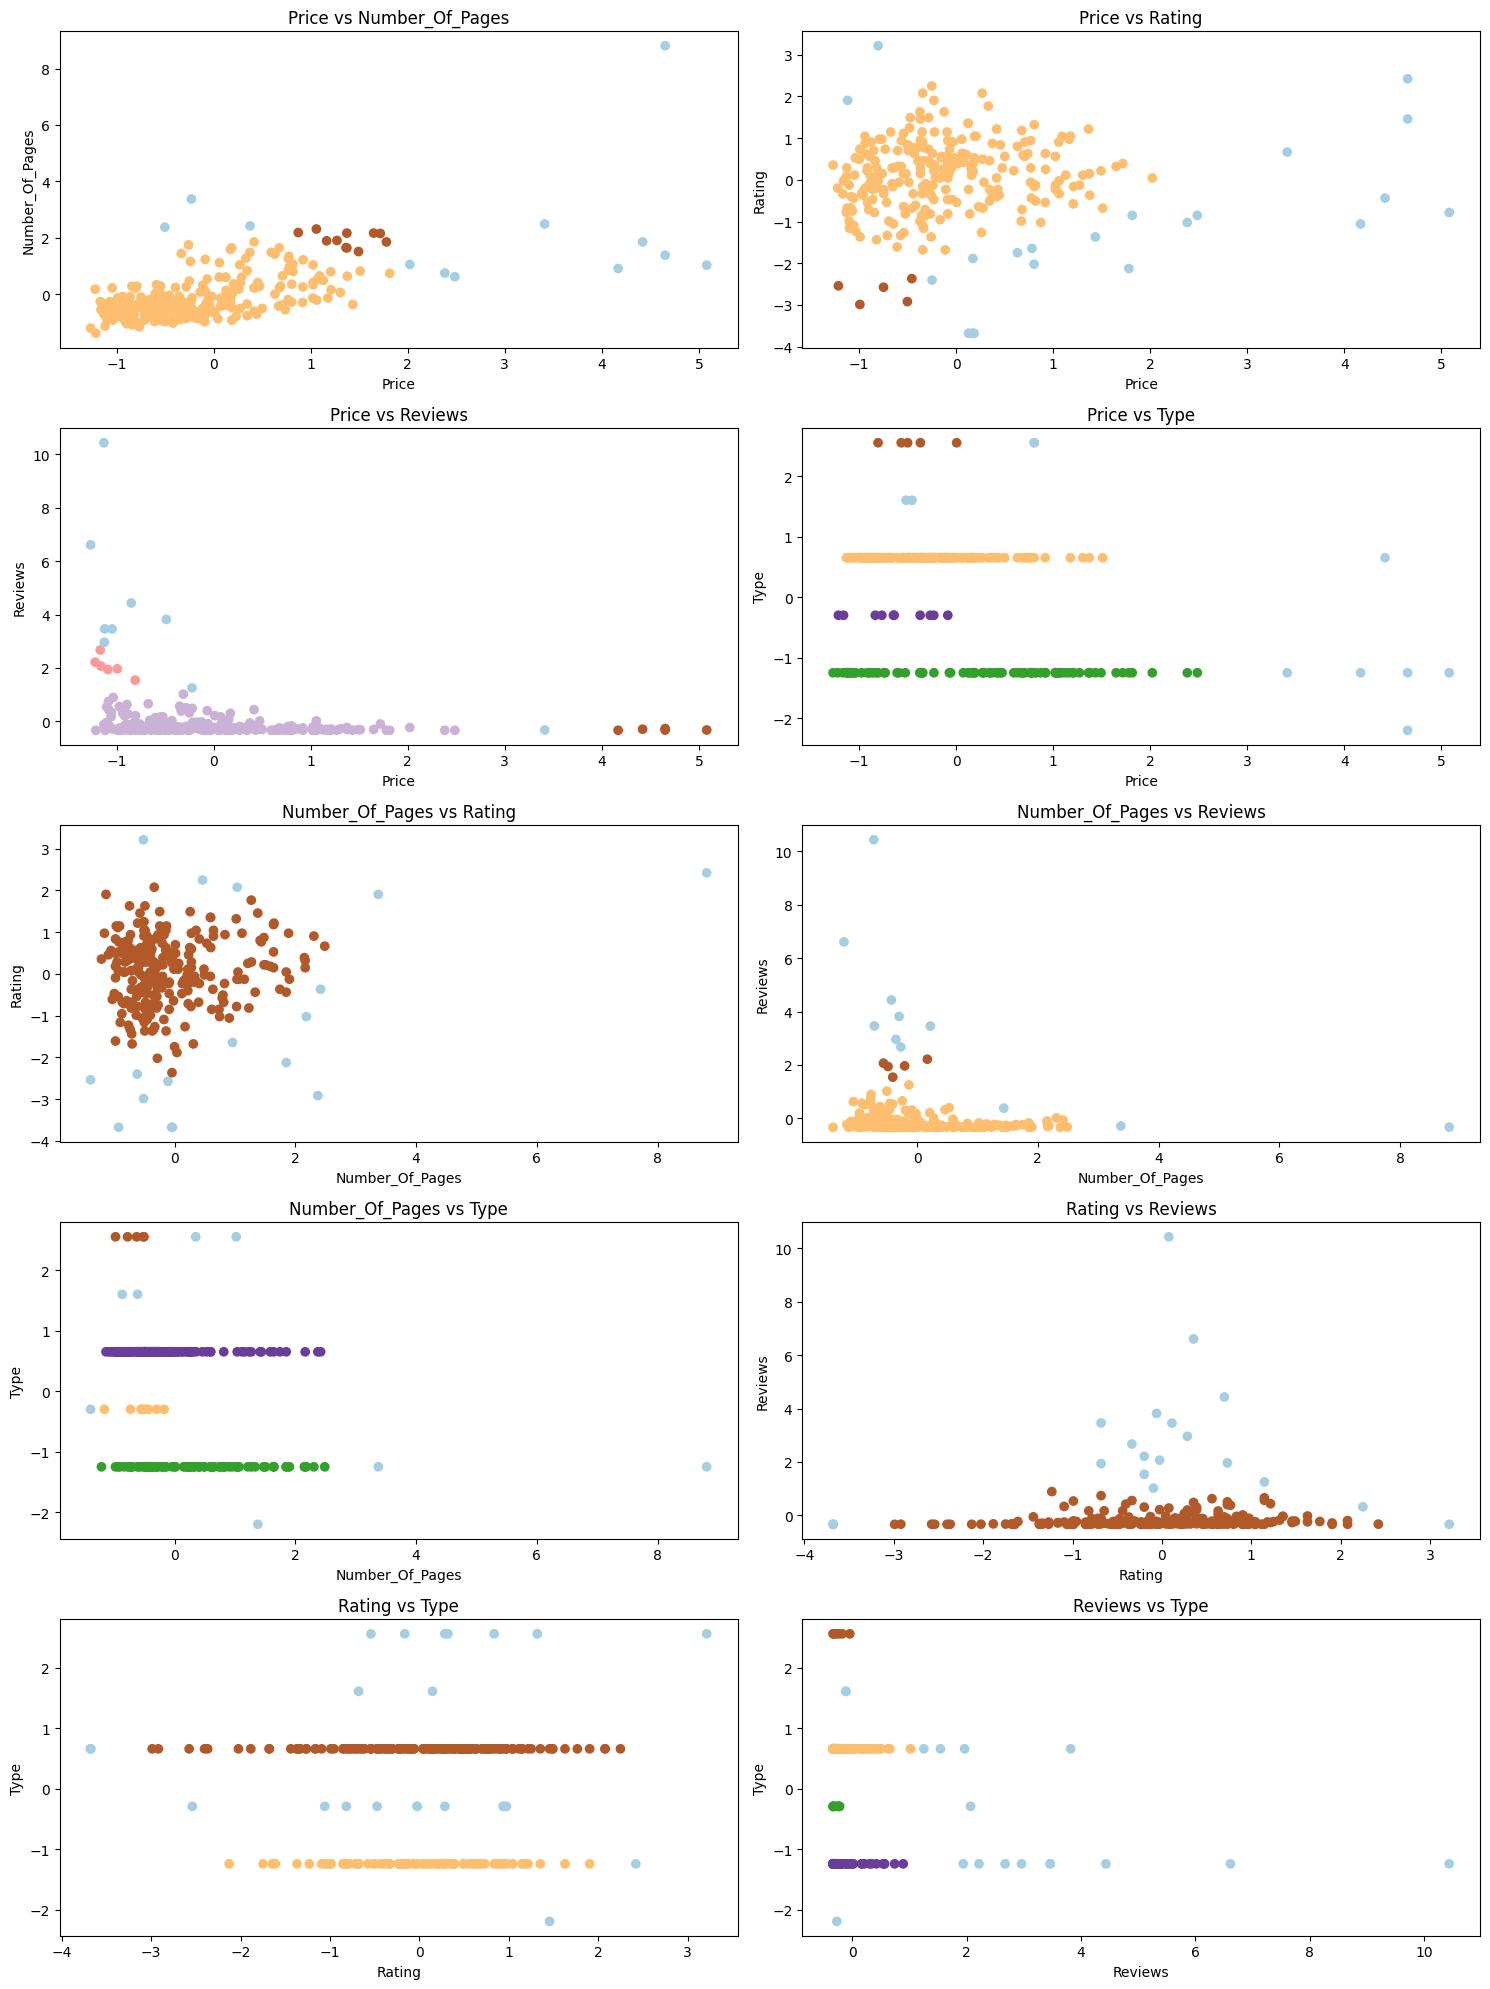 Price vs Number_Of_Pages
Number_Of_Pages
8
6
4
2
0
−1 0 1 2 3 4 5
Price
Price vs Rating
Rating
3
2
1
0
−1
−2
−3
−4
−1 0 1 2 3 4 5
Price
Price vs Reviews
Reviews
10
8
6
4
2
0
−1 0 1 2 3 4 5
Price
Price vs Type
Type
2
1
0
−1
−2
−1 0 1 2 3 4 5
Price
Number_Of_Pages vs Rating
Rating
3
2
1
0
−1
−2
−3
−4
0 2 4 6 8
Number_Of_Pages
Number_Of_Pages vs Reviews
Reviews
10
8
6
4
2
0
0 2 4 6 8
Number_Of_Pages
Number_Of_Pages vs Type
Type
2
1
0
−1
−2
0 2 4 6 8
Number_Of_Pages
Rating vs Reviews
Reviews
10
8
6
4
2
0
−4 −3 −2 −1 0 1 2 3
Rating
Rating vs Type
Type
2
1
0
−1
−2
−4 −3 −2 −1 0 1 2 3
Rating
Reviews vs Type
Type
2
1
0
−1
−2
0 2 4 6 8 10
Reviews